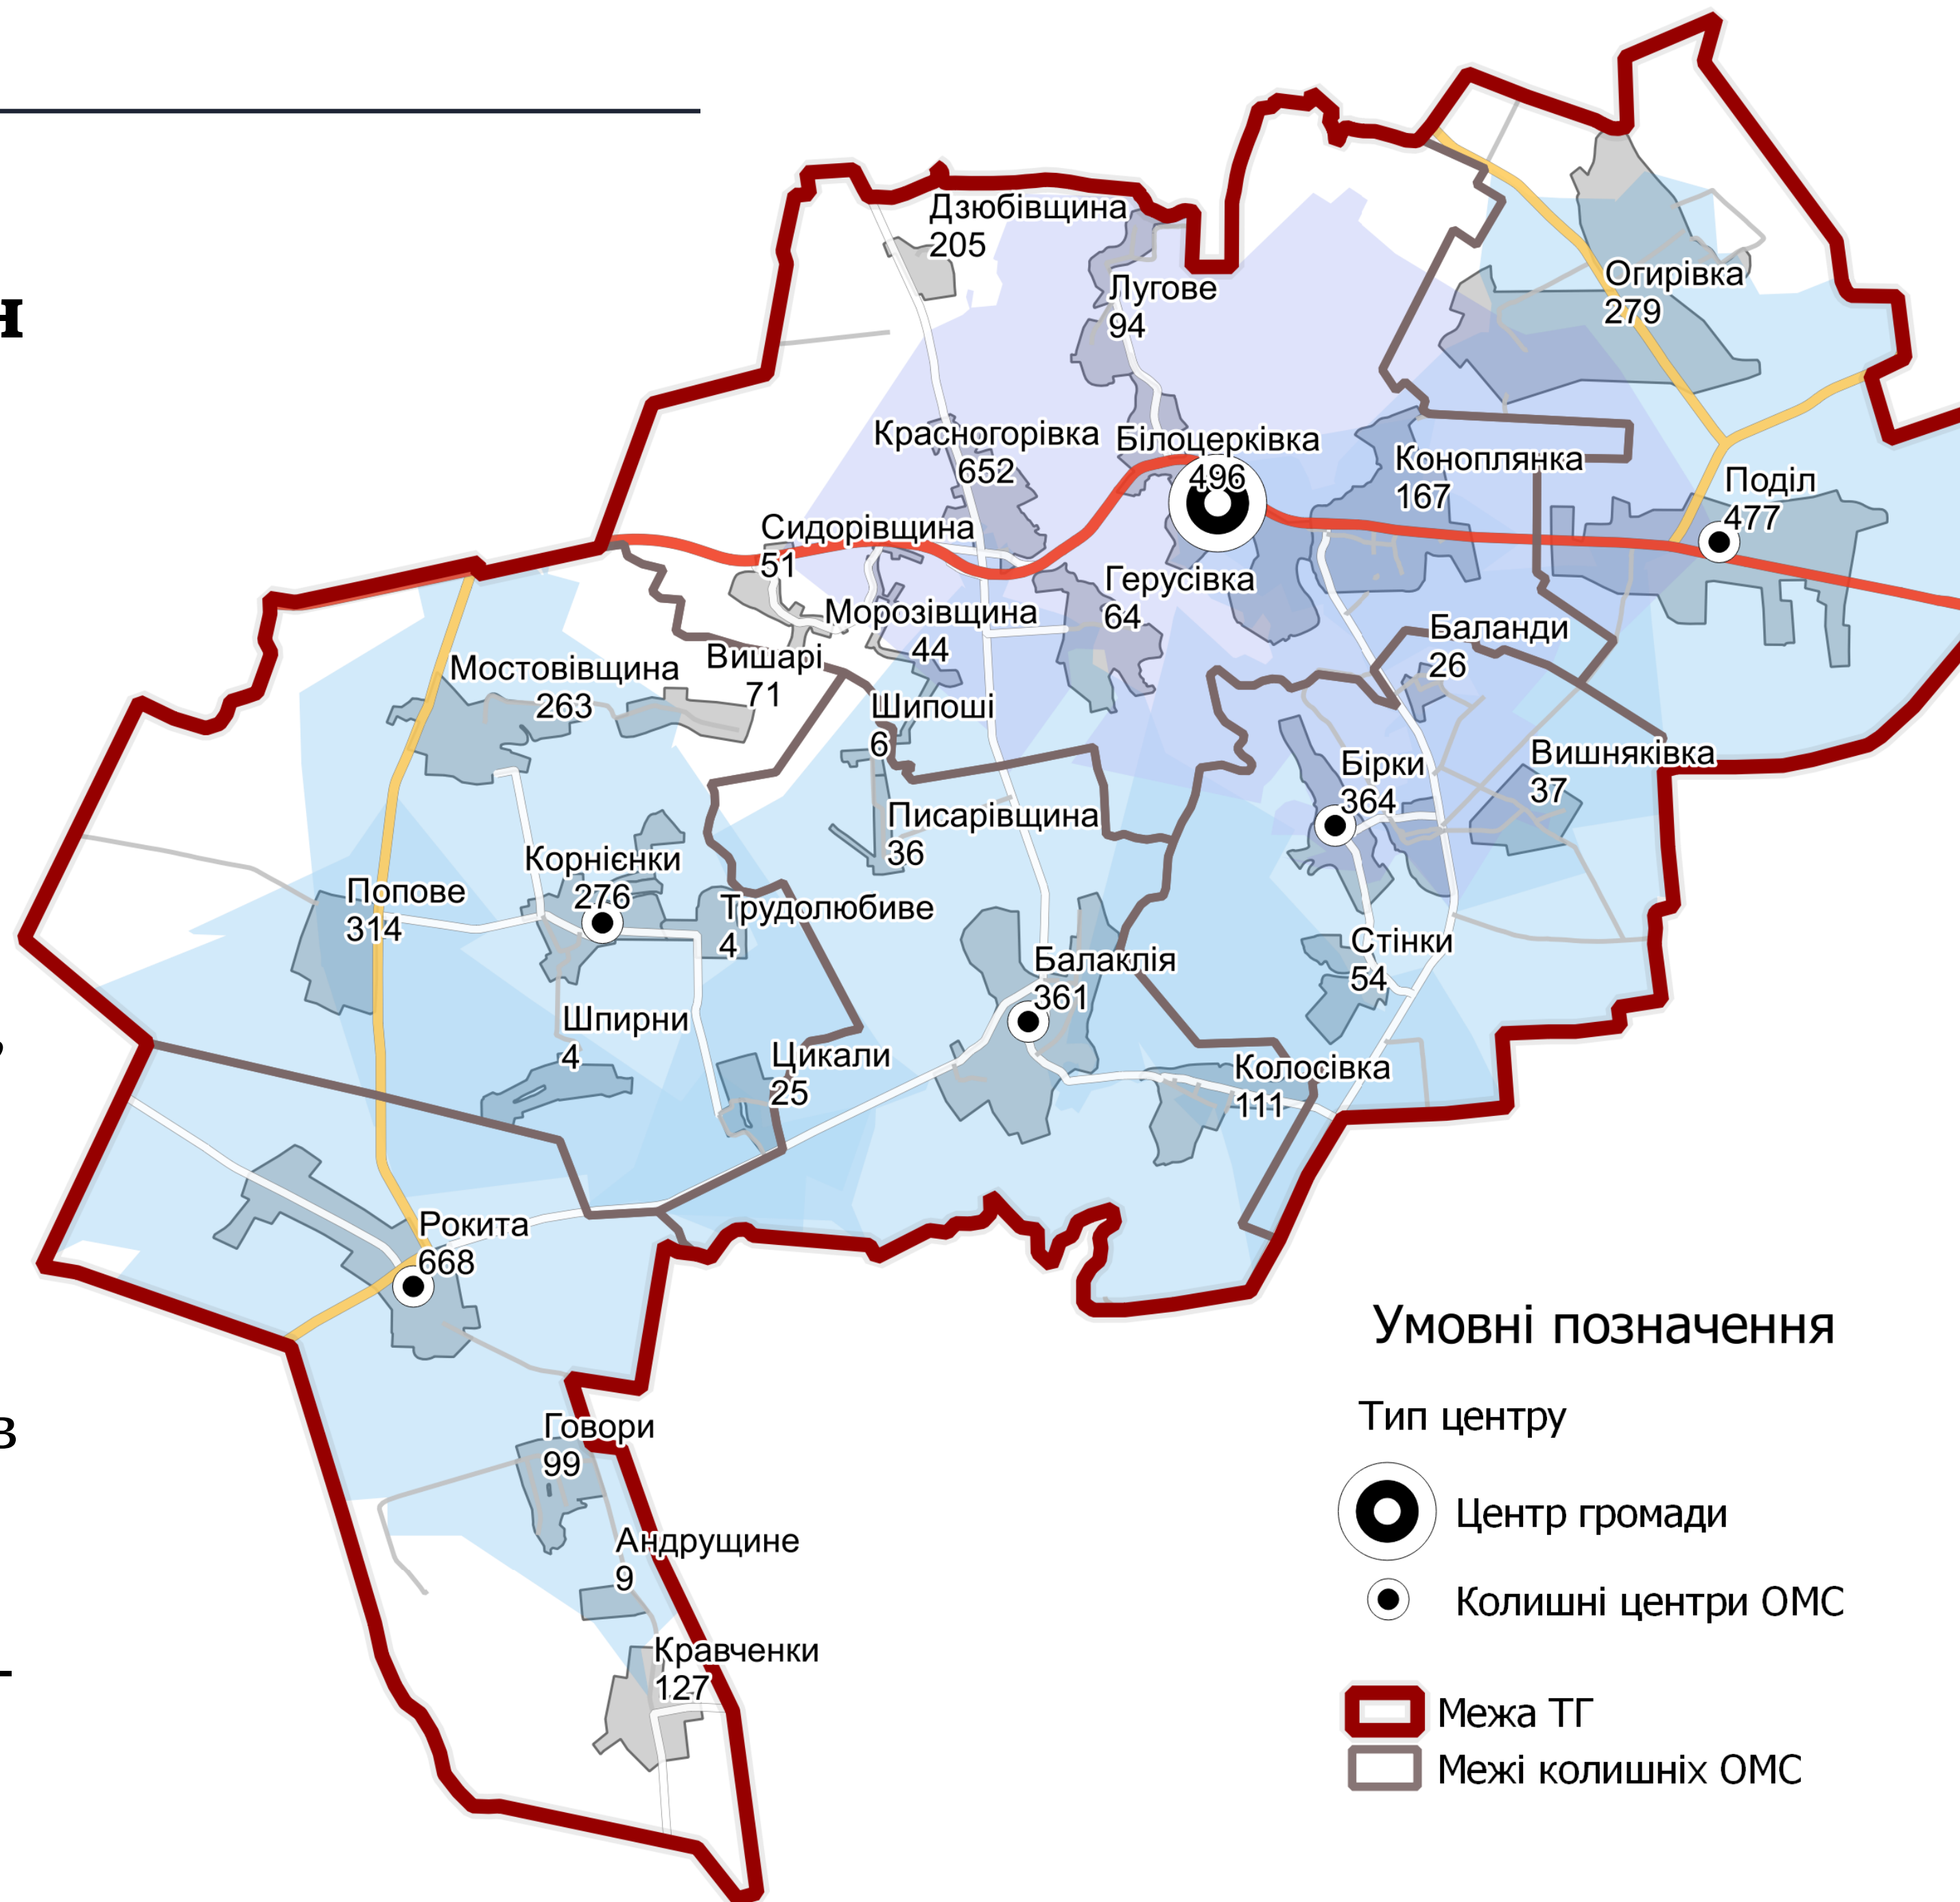 Дзюбівщина
205
Лугове
94
Огирівка
279
н
Красногорівка
652
Білоцерківка
496
Коноплянка
167
Поділ
477
Сидорівщина
51
Герусівка
64
Морозівщина
44
Баланди
26
Вишарі
71
Мостовівщина
263
Шипоші
6
Бірки
364
Вишняківка
37
Писарівщина
36
Корнієнки
276
Попове
314
Трудолюбиве
4
Стінки
54
Балаклія
361
Шпирни
4
,
Цикали
25
Колосівка
111
Рокита
668
Говори
99
в
Андрущине
9
Кравченки
127
-
Умовні позначення
Тип центру
Центр громади
Колишні центри ОМС
Межа ТГ
Межі колишніх ОМС